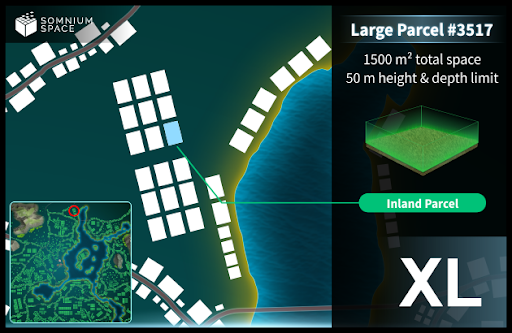 SOMNIUM
SPACE
Large Parcel #3517
1500 m² total space
50 m height & depth limit
Inland Parcel
XL